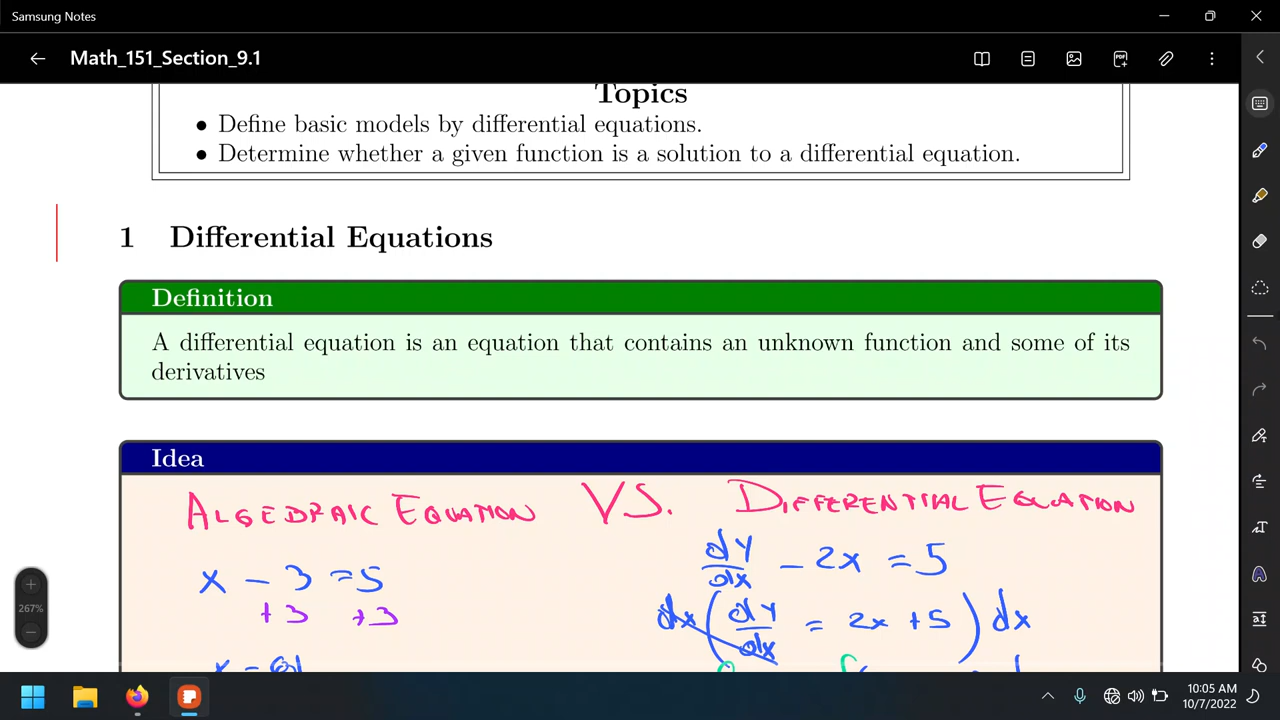 Samsung Notes
Math_151_Section_9.1
Topics
• Define basic models by differential equations.
• Determine whether a given function is a solution to a differential equation.
1 Differential Equations
Definition
A differential equation is an equation that contains an unknown function and some of its
derivatives
Idea
ALGEBRAIC EQUATION VS. DIFFERENTIAL EQUATION
x - 3 = 5
dy/dx - 2x = 5
+3 +3
dx ( dy/dx = 2x + 5 ) dx
267%
10:05 AM
10/7/2022